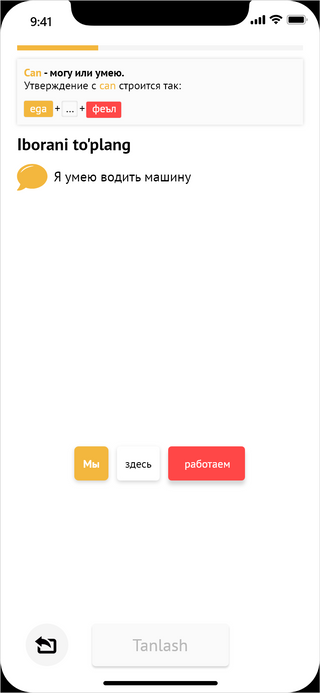 9:41
Can - могу или умею.
Утверждение с can строится так:
ega + ... + феъл
Iborani to'plang
Я умею водить машину
Мы здесь работаем
Tanlash